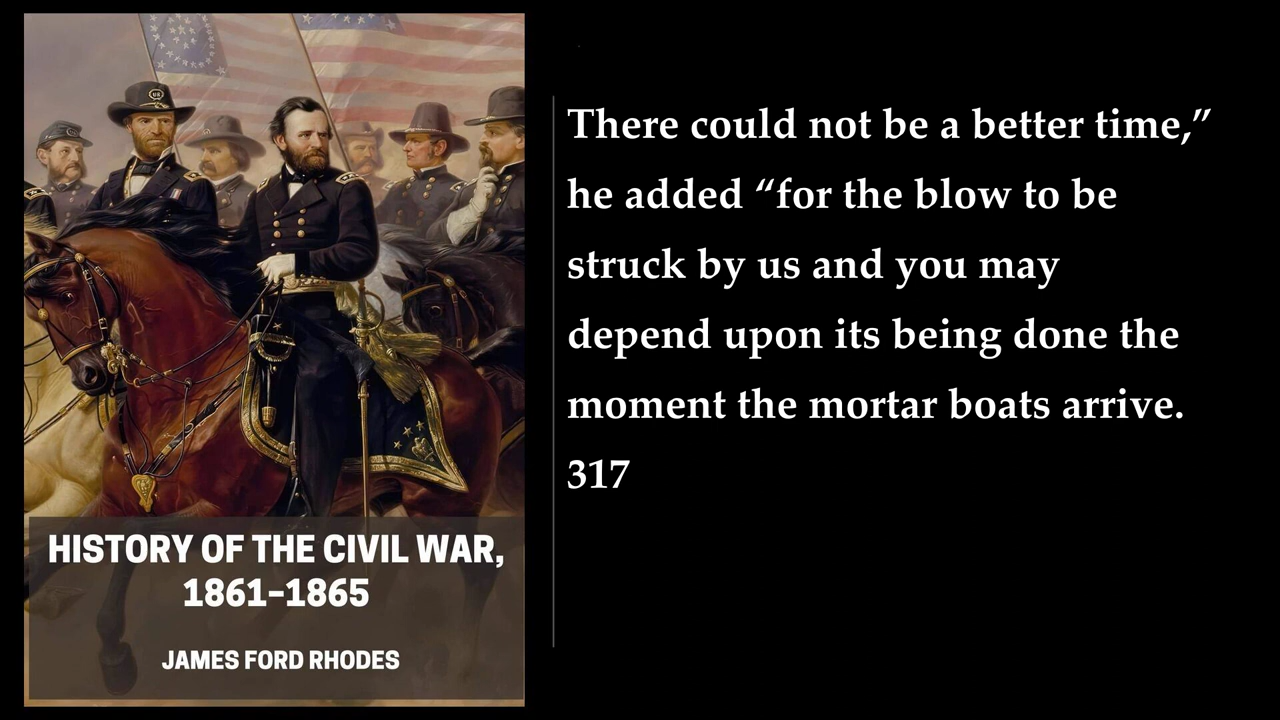 HISTORY OF THE CIVIL WAR,
1861–1865
JAMES FORD RHODES
There could not be a better time,”
he added “for the blow to be
struck by us and you may
depend upon its being done the
moment the mortar boats arrive.
317